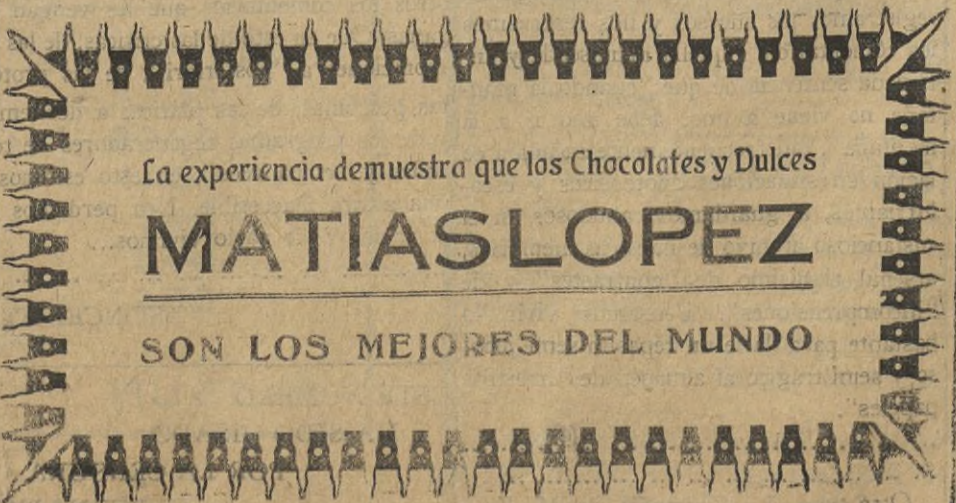 La experiencia demuestra que los Chocolates y Dulces
MATIAS LOPEZ
SON LOS MEJORES DEL MUNDO